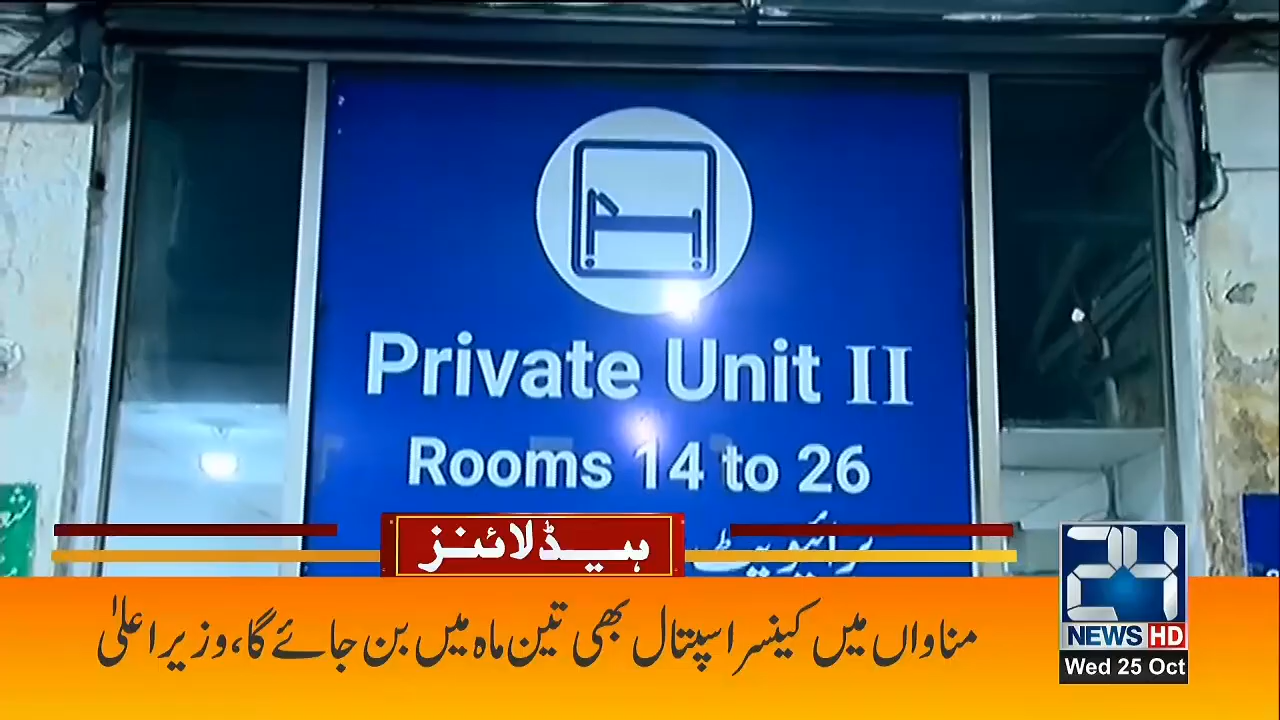 Private Unit II
Rooms 14 to 26
پرائیویٹ
ہیڈلائنز
مناواں میں کینسر اسپتال بھی تین ماہ میں بن جائے گا، وزیراعلیٰ
24
NEWS HD
Wed 25 Oct